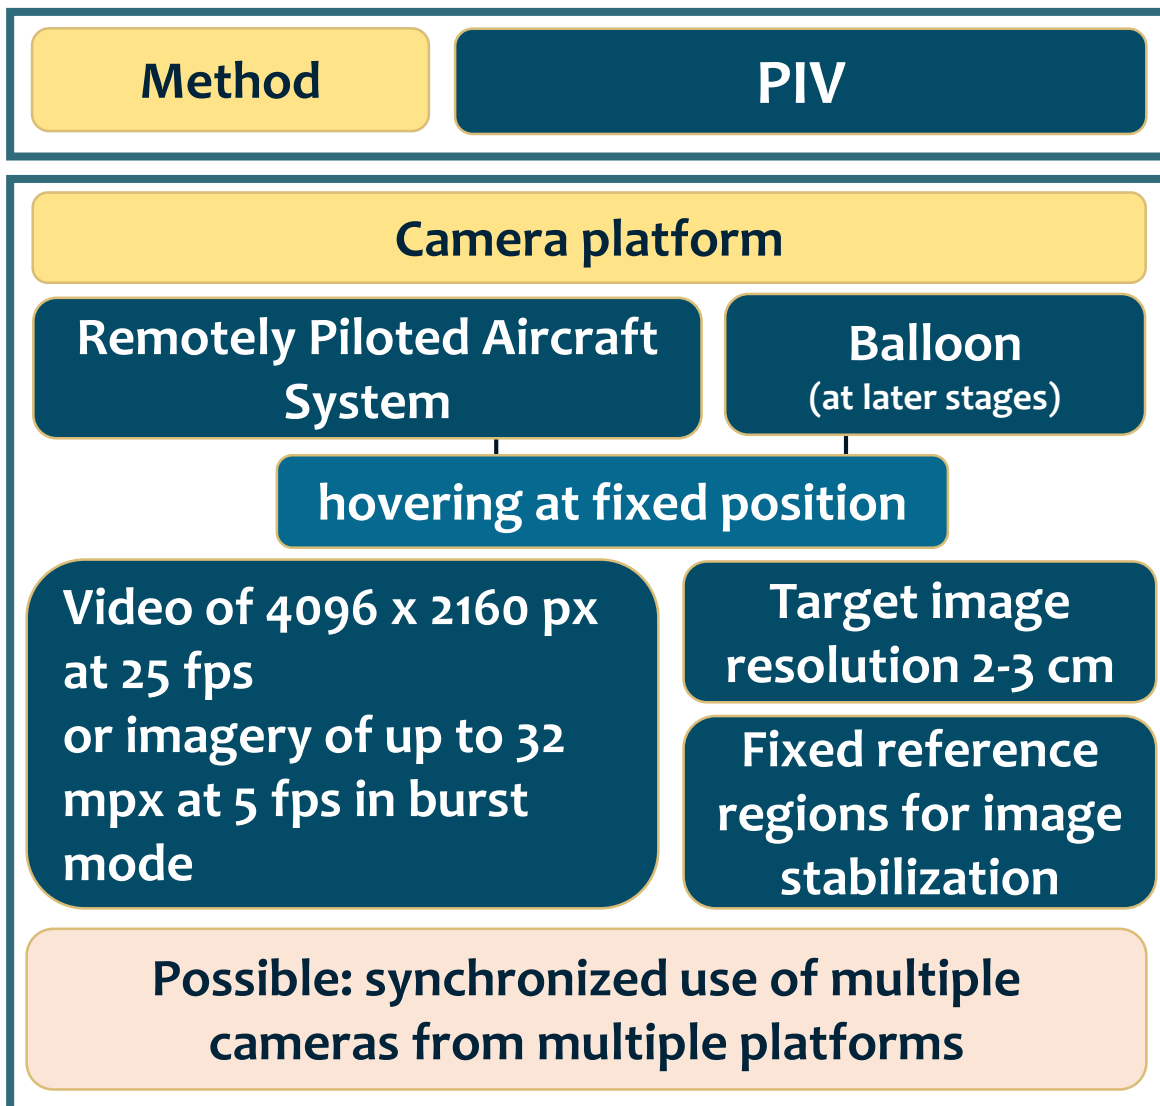 Method
PIV
Camera platform
Remotely Piloted Aircraft
System
Balloon
(at later stages)
hovering at fixed position
Video of 4096 x 2160 px
at 25 fps
or imagery of up to 32
mpx at 5 fps in burst
mode
Target image
resolution 2-3 cm
Fixed reference
regions for image
stabilization
Possible: synchronized use of multiple
cameras from multiple platforms